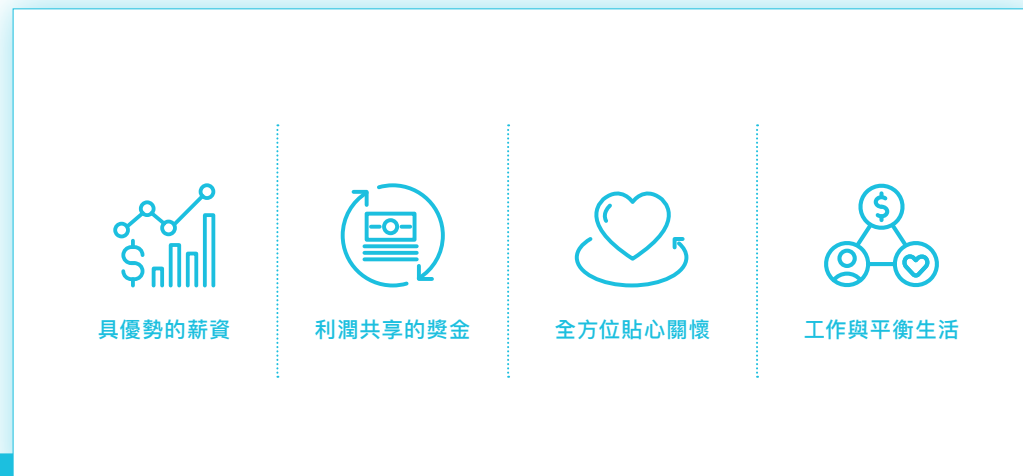 具優勢的薪資
利潤共享的獎金
全方位貼心關懷
工作與平衡生活